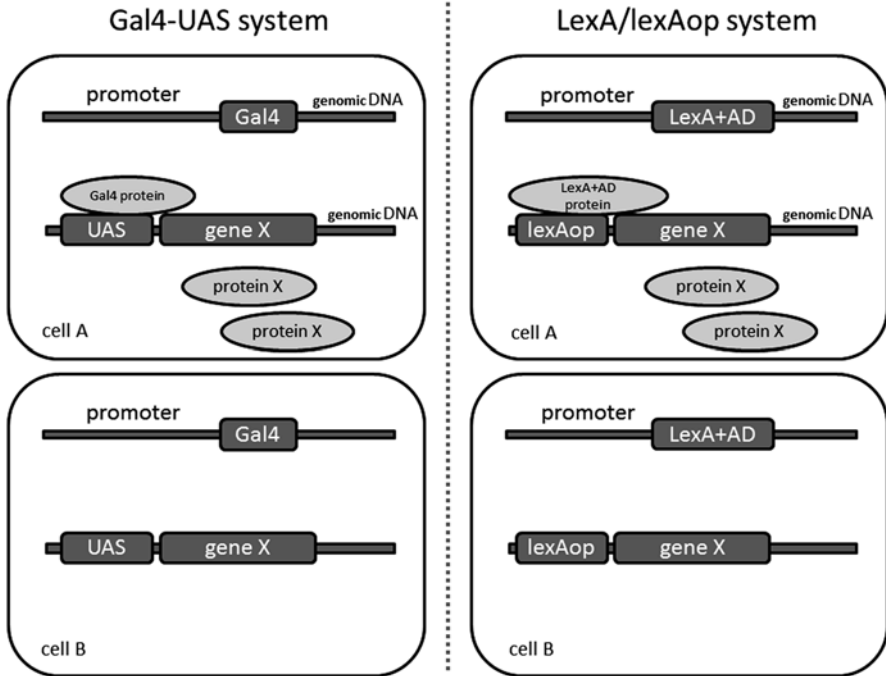 Gal4-UAS system
promoter
genomic DNA
Gal4
Gal4 protein
genomic DNA
UAS
gene X
protein X
protein X
cell A
promoter
Gal4
UAS
gene X
cell B
LexA/lexAop system
promoter
genomic DNA
LexA+AD
LexA+AD
protein
genomic DNA
lexAop
gene X
protein X
protein X
cell A
promoter
LexA+AD
lexAop
gene X
cell B